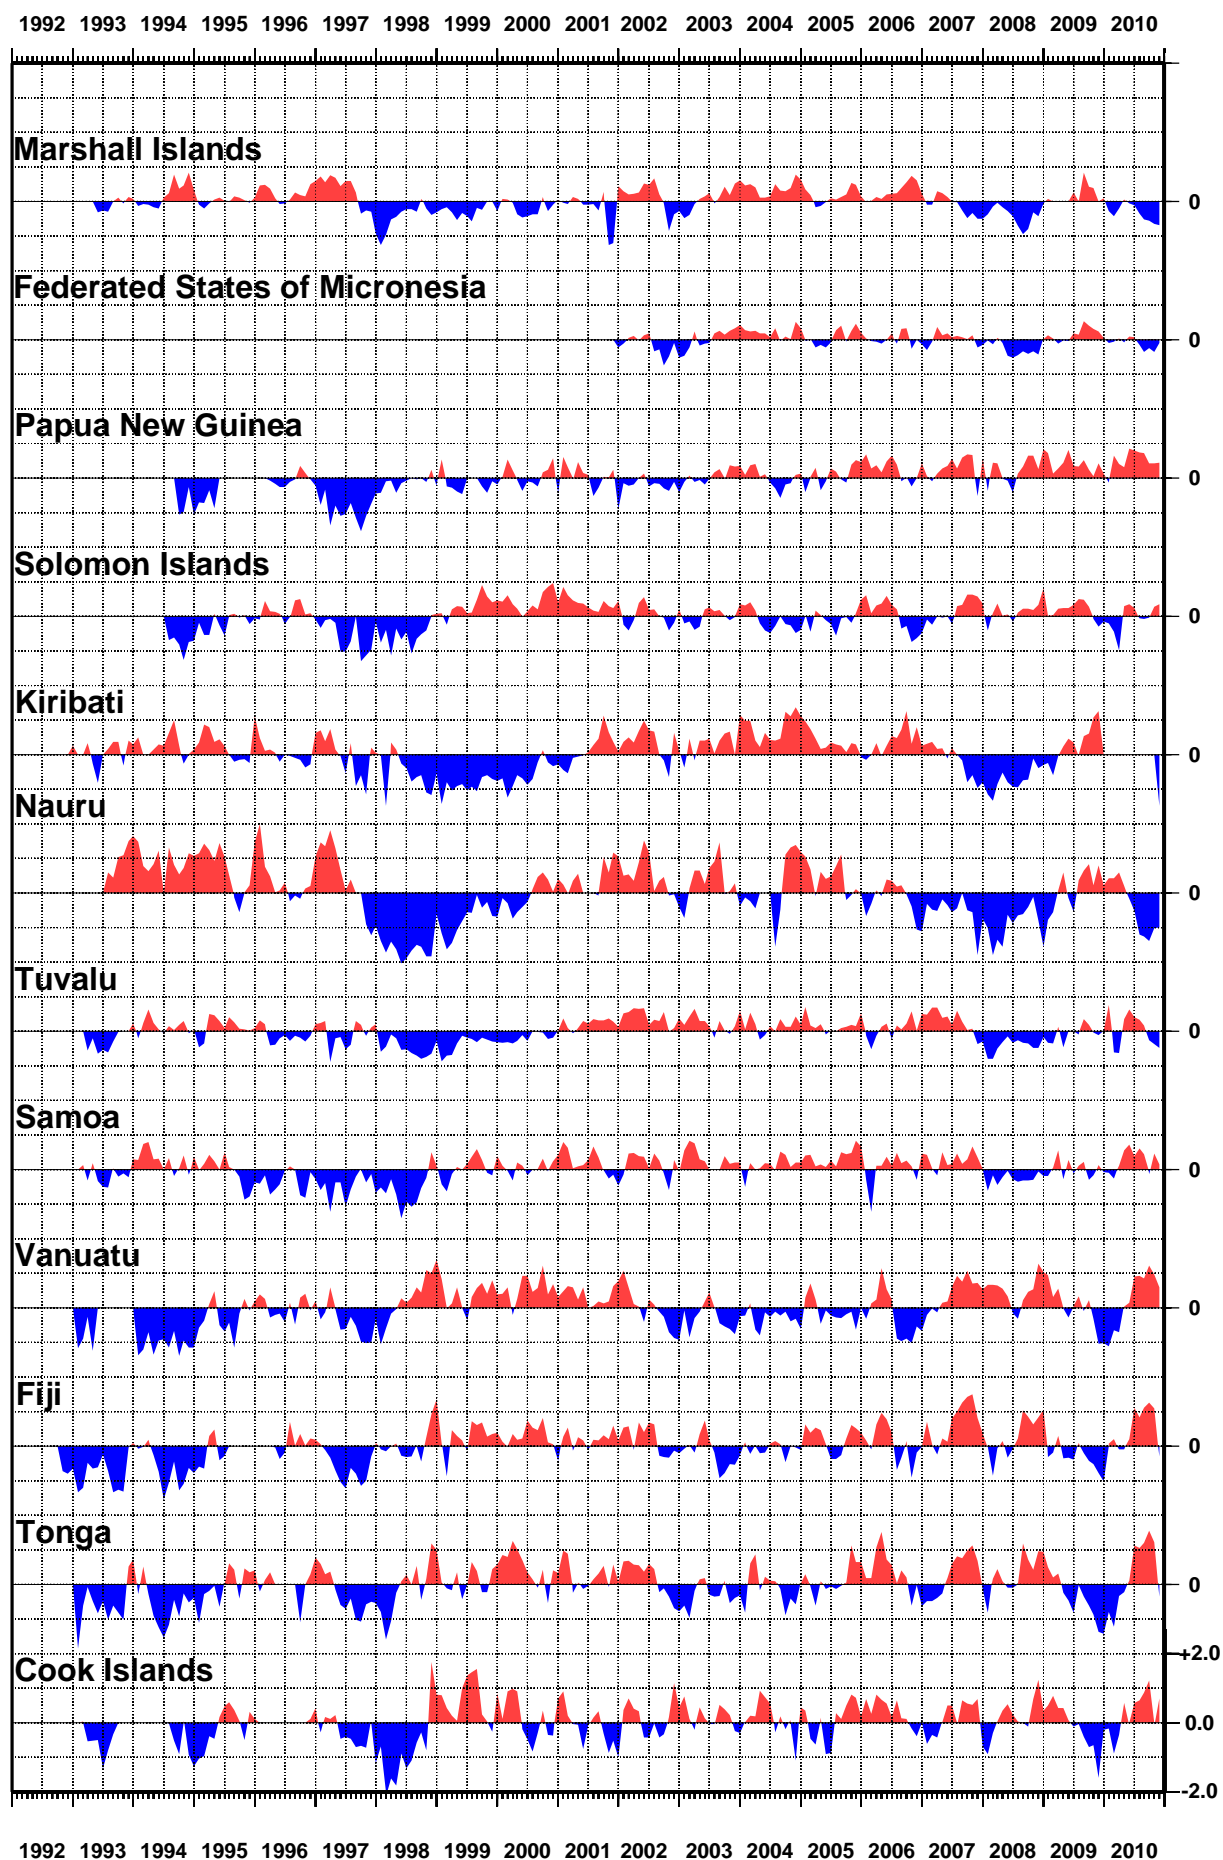 1992 1993 1994 1995 1996 1997 1998 1999 2000 2001 2002 2003 2004 2005 2006 2007 2008 2009 2010
Marshall Islands
0
Federated States of Micronesia
0
Papua New Guinea
0
Solomon Islands
0
Kiribati
0
Nauru
0
Tuvalu
0
Samoa
0
Vanuatu
0
Fiji
0
Tonga
0
+2.0
Cook Islands
0.0
-2.0
1992 1993 1994 1995 1996 1997 1998 1999 2000 2001 2002 2003 2004 2005 2006 2007 2008 2009 2010